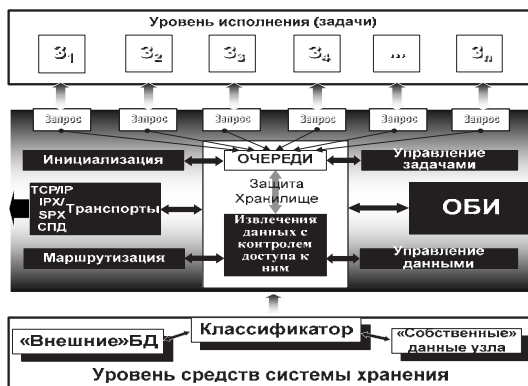 Уровень исполнения (задачи)
З1 З2 З3 З4 ... Зn
Запрос Запрос Запрос Запрос Запрос Запрос
Инициализация
ОЧЕРЕДИ
Управление
задачами
Защита
Хранилище
TCP/IP
IPX/
SPX
СПД
Транспорты
Извлечения
данных с
контролем
доступа к
ним
ОБИ
Маршрутизация
Управление
данными
«Внешние»БД
Классификатор
«Собственные»
данные узла
Уровень средств системы хранения